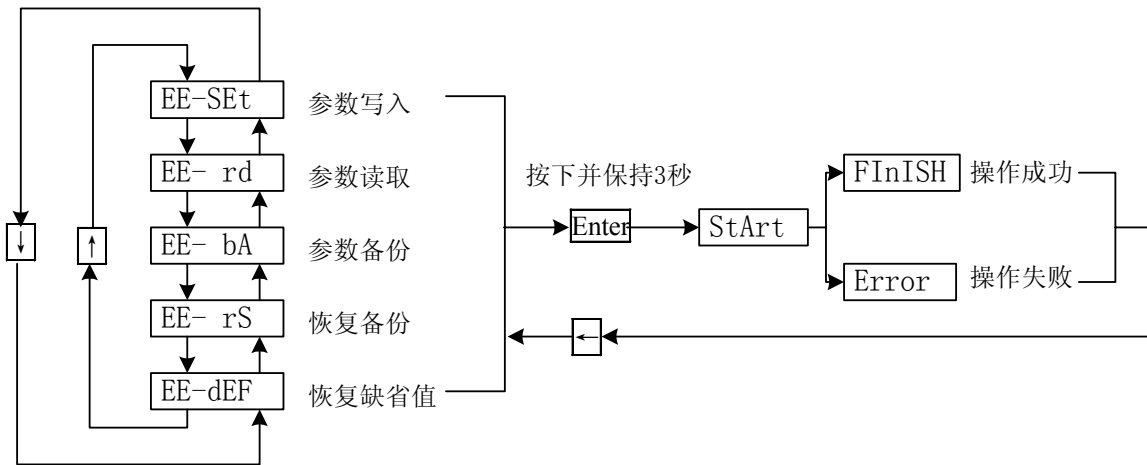 EE-SEt 参数写入
EE- rd 参数读取
EE- bA 参数备份
EE- rS 恢复备份
EE-dEF 恢复缺省值
↓
↑
按下并保持3秒
Enter
StArt
FInISH 操作成功
Error 操作失败
←